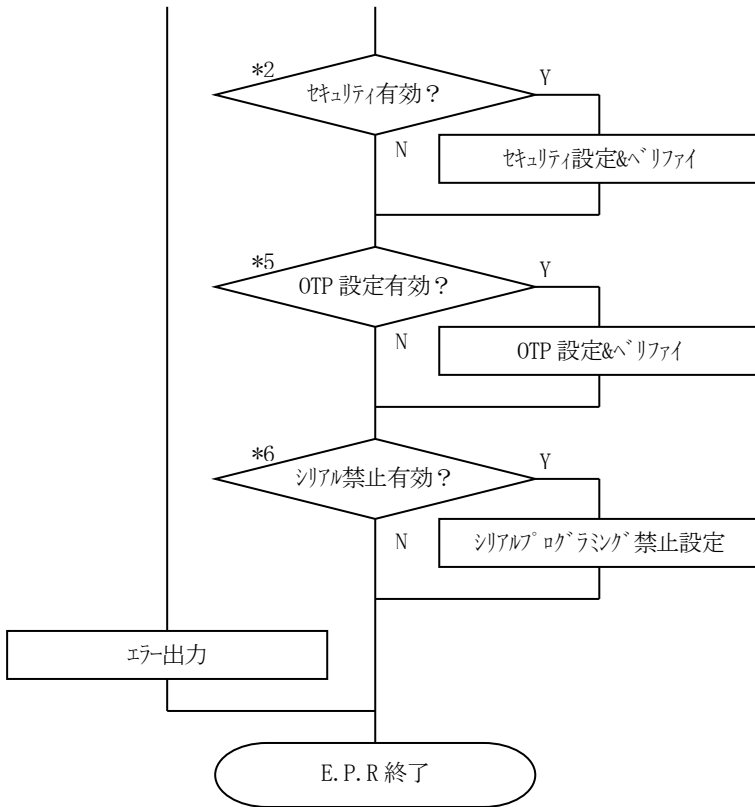 *2
ｾｷｭﾘﾃｨ有効？
Y
N
ｾｷｭﾘﾃｨ設定&ﾍﾞﾘﾌｧｲ
*5
OTP 設定有効？
Y
N
OTP 設定&ﾍﾞﾘﾌｧｲ
*6
ｼﾘｱﾙ禁止有効？
Y
N
ｼﾘｱﾙﾌﾟﾛｸﾞﾗﾐﾝｸﾞ禁止設定
ｴﾗｰ出力
E.P.R 終了